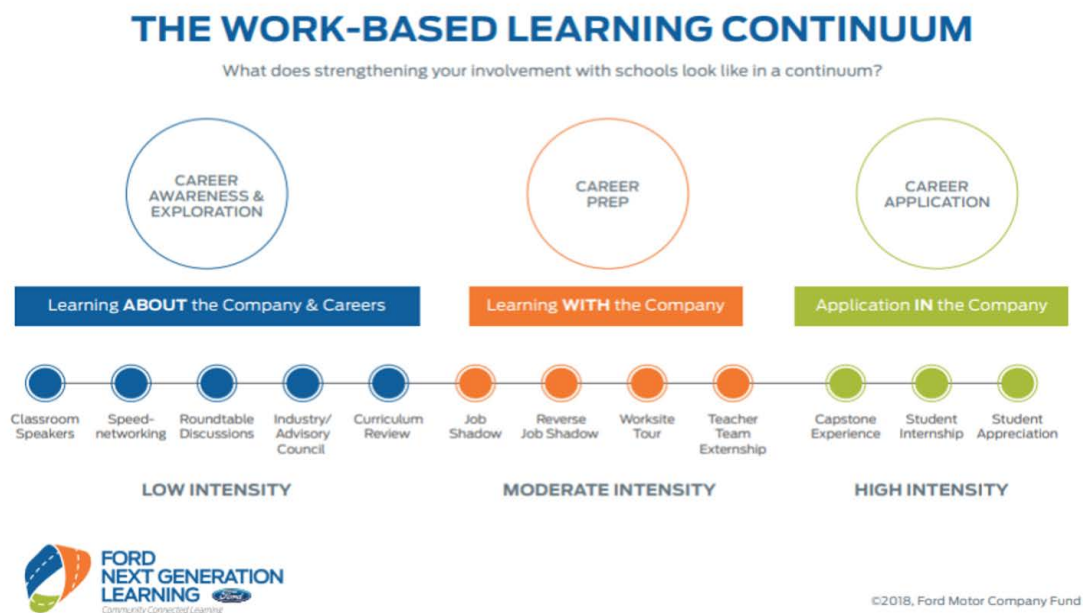 THE WORK-BASED LEARNING CONTINUUM
What does strengthening your involvement with schools look like in a continuum?
CAREER
AWARENESS &
EXPLORATION
CAREER
PREP
CAREER
APPLICATION
Learning ABOUT the Company & Careers
Learning WITH the Company
Application IN the Company
Classroom
Speakers
Speed-
networking
Roundtable
Discussions
Industry/
Advisory
Council
Curriculum
Review
Job
Shadow
Reverse
Job Shadow
Worksite
Tour
Teacher
Team
Externship
Capstone
Experience
Student
Internship
Student
Appreciation
LOW INTENSITY
MODERATE INTENSITY
HIGH INTENSITY
FORD
NEXT GENERATION
LEARNING
Ford
Community Connected Learning
©2018, Ford Motor Company Fund